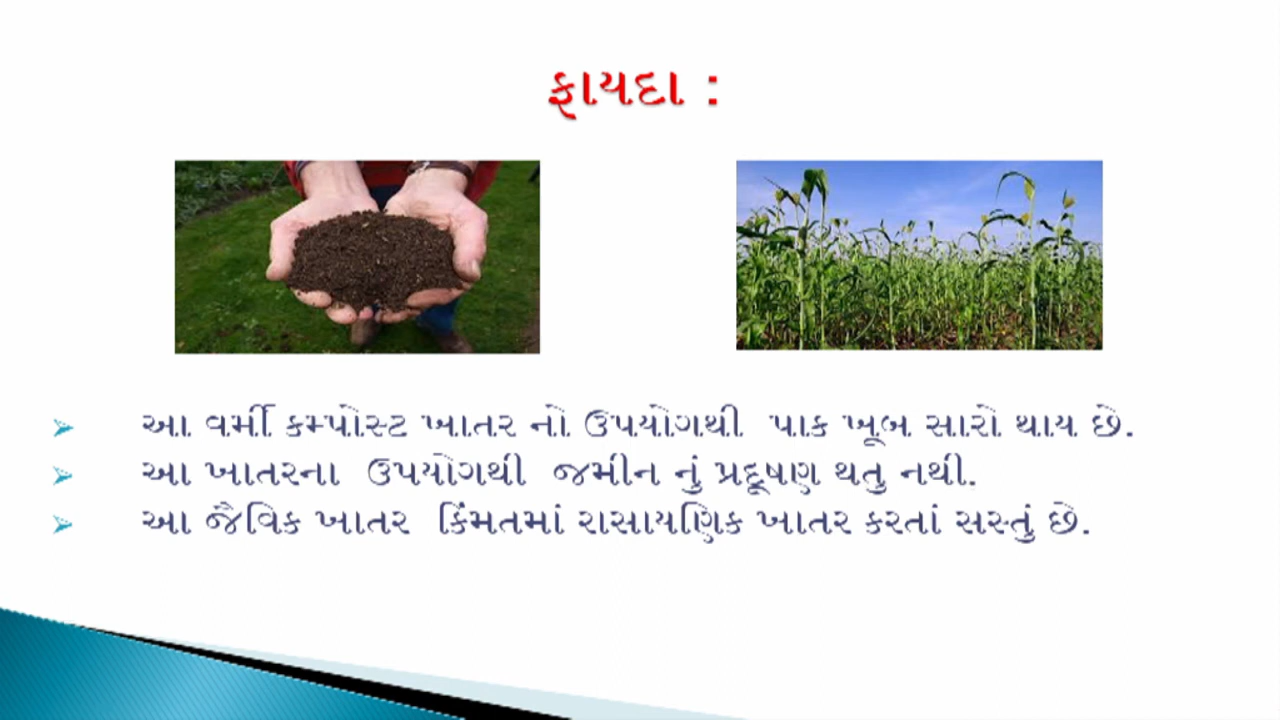 ફાયદા :
આ વર્મી કમ્પોસ્ટ ખાતર નો ઉપયોગથી પાક ખૂબ સારો થાય છે.
આ ખાતરના ઉપયોગથી જમીન નું પ્રદૂષણ થતુ નથી.
આ જૈવિક ખાતર કિંમતમાં રાસાયણિક ખાતર કરતાં સસ્તું છે.